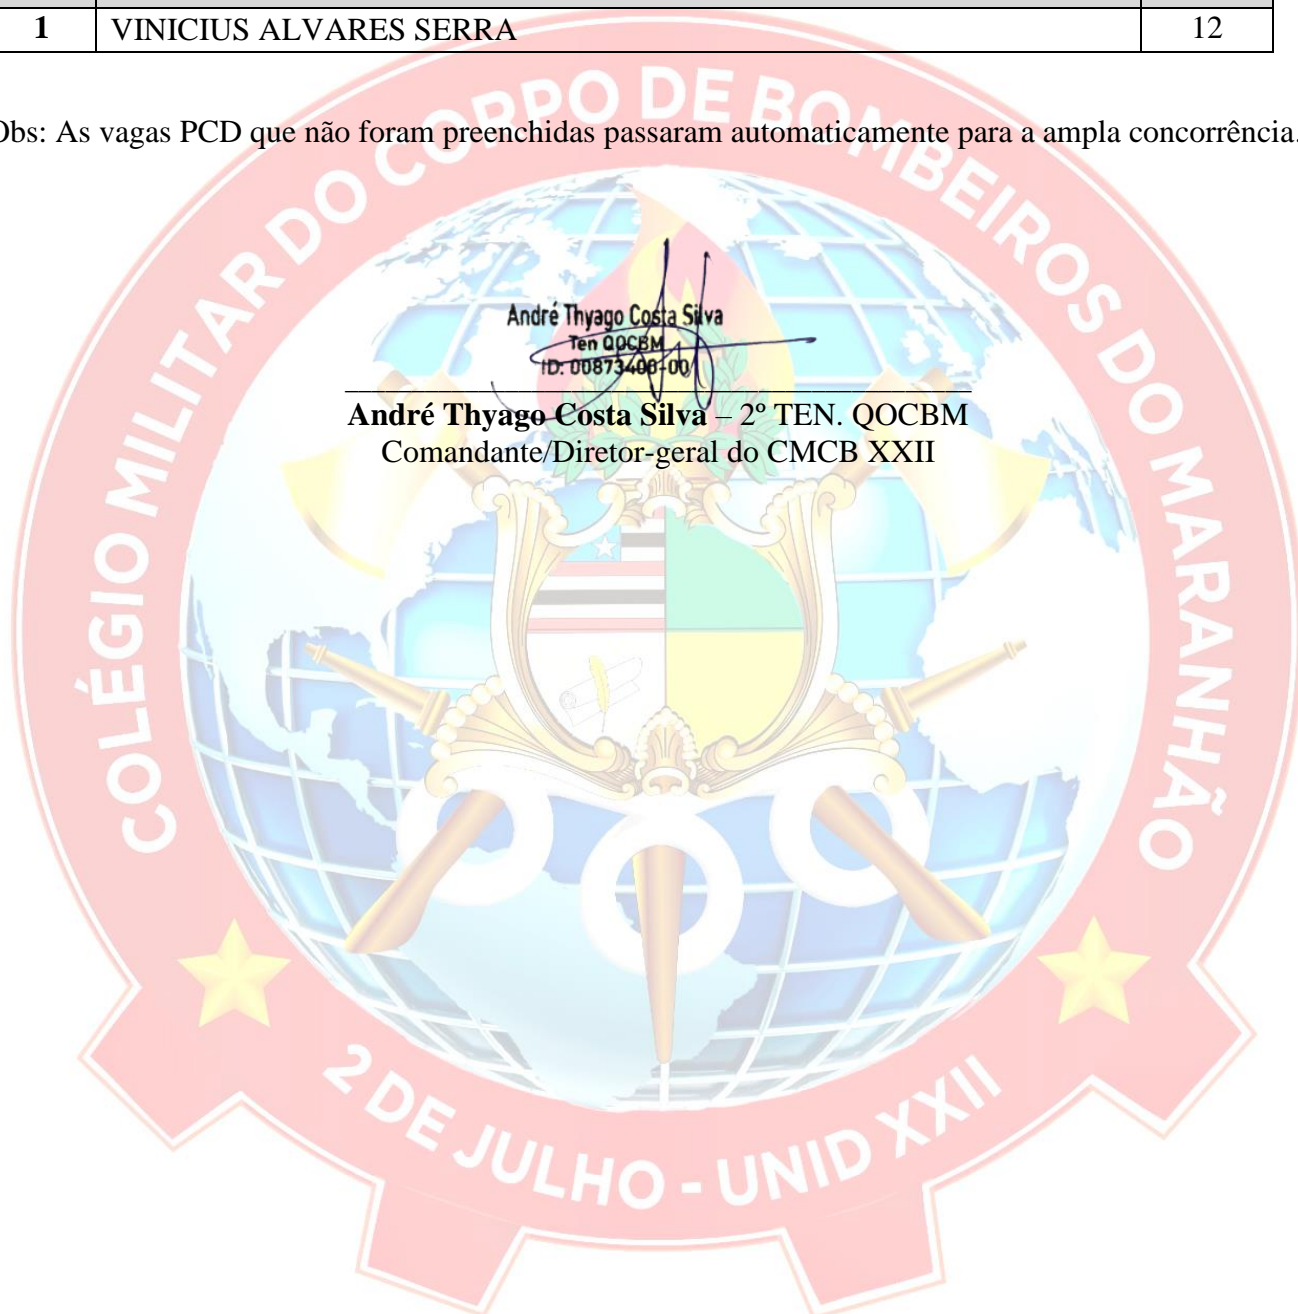 1 VINICIUS ALVARES SERRA 12
Obs: As vagas PCD que não foram preenchidas passaram automaticamente para a ampla concorrência.
André Thyago Costa Silva
Ten QOCBM
ID: 00873400-00
André Thyago Costa Silva – 2º TEN. QOCBM
Comandante/Diretor-geral do CMCB XXII
COLÉGIO MILITAR DO CORPO DE BOMBEIROS DO MARANHÃO
2 DE JULHO - UNID XXII